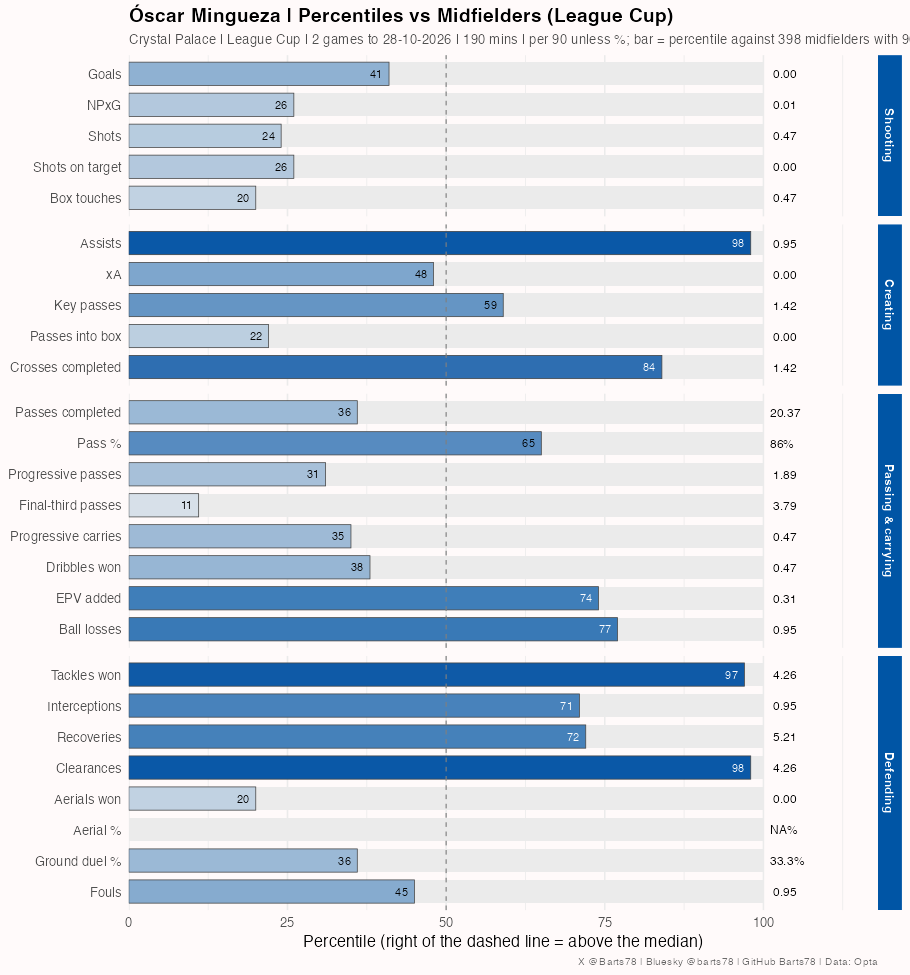 Óscar Mingueza | Percentiles vs Midfielders (League Cup)
Crystal Palace | League Cup | 2 games to 28-10-2026 | 190 mins | per 90 unless %; bar = percentile against 398 midfielders with 9
Goals 41 0.00
NPxG 26 0.01
Shots 24 0.47
Shots on target 26 0.00
Box touches 20 0.47
Shooting
Assists 98 0.95
xA 48 0.00
Key passes 59 1.42
Passes into box 22 0.00
Crosses completed 84 1.42
Creating
Passes completed 36 20.37
Pass % 65 86%
Progressive passes 31 1.89
Final-third passes 11 3.79
Progressive carries 35 0.47
Dribbles won 38 0.47
EPV added 74 0.31
Ball losses 77 0.95
Passing & carrying
Tackles won 97 4.26
Interceptions 71 0.95
Recoveries 72 5.21
Clearances 98 4.26
Aerials won 20 0.00
Aerial % NA%
Ground duel % 36 33.3%
Fouls 45 0.95
Defending
0 25 50 75 100
Percentile (right of the dashed line = above the median)
X @Barts78 | Bluesky @barts78 | GitHub Barts78 | Data: Opta